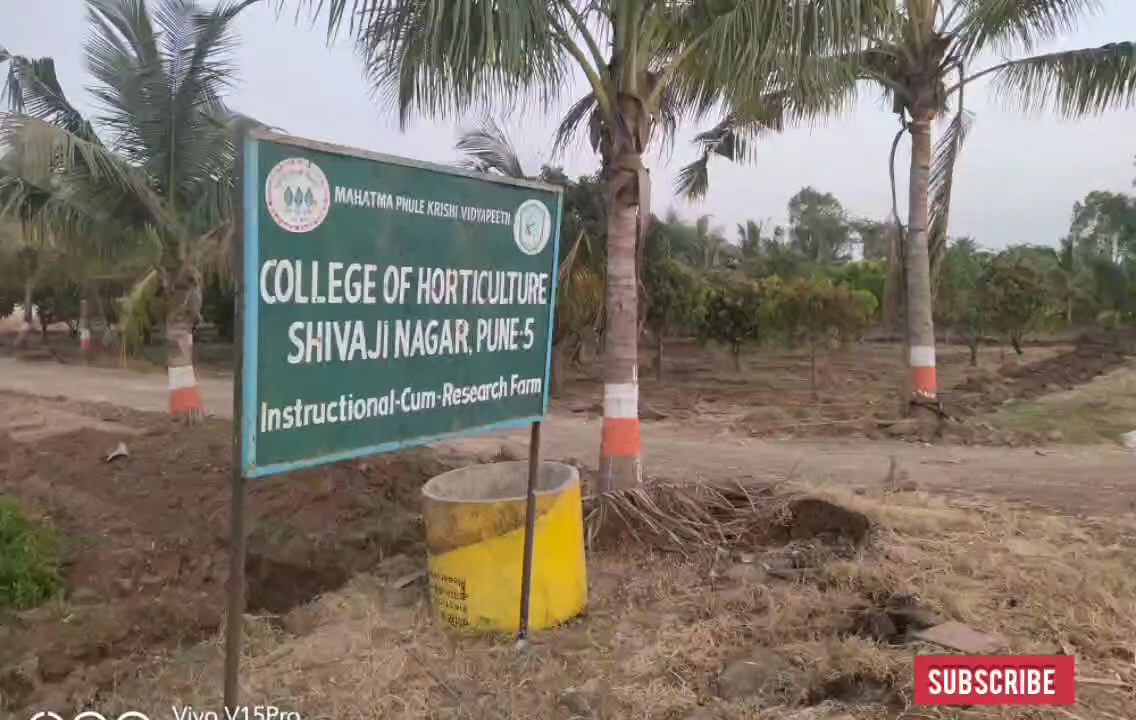 MAHATMA PHULE KRISHI VIDYAPEETH
COLLEGE OF HORTICULTURE
SHIVAJI NAGAR, PUNE-5
Instructional-Cum-Research Farm
SUBSCRIBE
Vivo V15Pro